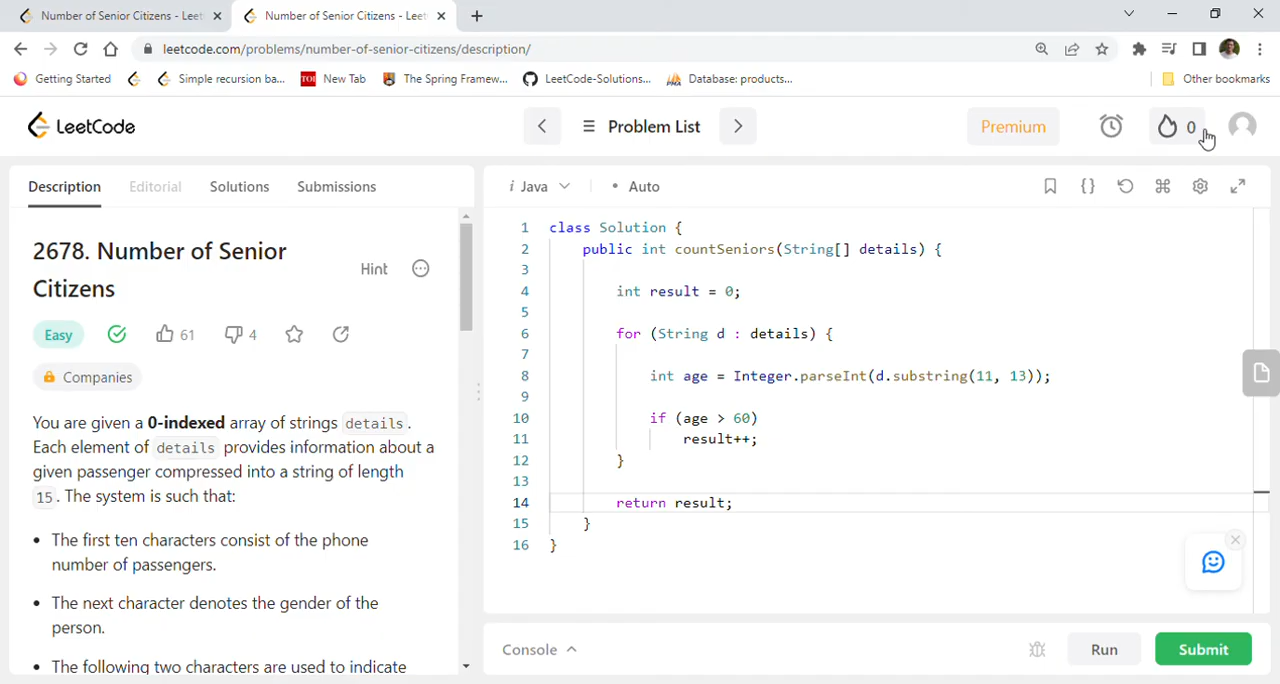 Number of Senior Citizens - Leet
Number of Senior Citizens - Leet
leetcode.com/problems/number-of-senior-citizens/description/
Getting Started
Simple recursion ba...
TOI New Tab
The Spring Framew...
LeetCode-Solutions...
PMA Database: produc­ts...
Other bookmarks
LeetCode
Problem List
Premium
0
Description
Editorial
Solutions
Submissions
2678. Number of Senior
Citizens
Hint
Easy
61
4
Companies
You are given a 0-indexed array of strings details.
Each element of details provides information about a
given passenger compressed into a string of length
15. The system is such that:
• The first ten characters consist of the phone
number of passengers.
• The next character denotes the gender of the
person.
• The following two characters are used to indicate
i Java
• Auto
1 class Solution {
2 public int countSeniors(String[] details) {
3
4 int result = 0;
5
6 for (String d : details) {
7
8 int age = Integer.parseInt(d.substring(11, 13));
9
10 if (age > 60)
11 result++;
12 }
13
14 return result;
15 }
16 }
Console
Run
Submit